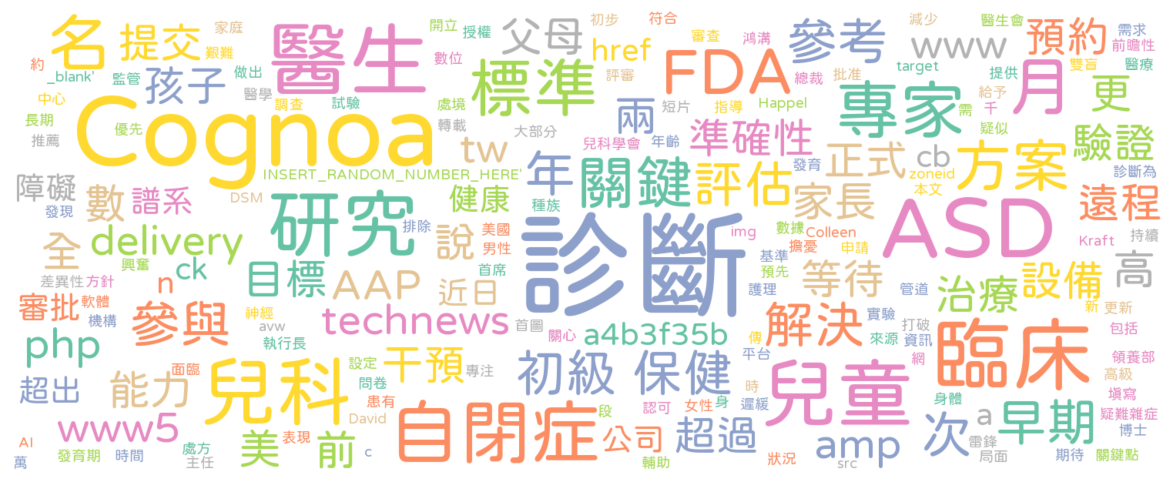 名 提交 家庭 艱難 醫生 開立 授權 數位 父母 初步 符合 href 審查 鴻溝 評審 參考 減少 醫生會 www 預約 需求 前瞻性 醫療
約 _blank' 監管 孩子 做出 醫學 標準 FDA 總裁 批准 target 提供 月 雙盲 更
中心 長期 推薦 優先 Cognoa 調查 試驗 處境 轉載 大部分 兩 短片 指導 Happel 專家 給予 千 需 疑似 驗證
tw 兒科學會 年齡 準確性 發育 正式 cb zoneid 本文 方案 診斷為
障礙 發現 數 譜系 INSERT_RANDOM_NUMBER_HERE' DSM 研究 健康 年 種族 關鍵 評估 家長 ASD 遠程
全 差異性 方針 興奮 delivery ck 目標 排除 AAP 說 近日 美國 男性 首席 診斷 img 數據 Colleen 擔憂 基準 預先 申請 等待 Kraft 持續 高
審批 軟體 機構 n 參與 神經 avw 執行長 technews 首圖 關心 a4b3f35b 護理 解決 管道 實驗 治療 設備 新 更新
php 面臨 兒科 設定 問卷 干預 專注 初級 保健 傳 平台 來源 打破 資訊 網 臨床 包括 領養部 高級
超出 能力 患有 David 自閉症 段 認可 女性 身 遲緩 時 兒童 身體 a 早期 填寫 疑難雜症 博士
AI 萬 www5 發育期 時間 處方 主任 美 表現 前 c 公司 輔助 超過 狀況 amp src 次 雷鋒 局面 期待 關鍵點